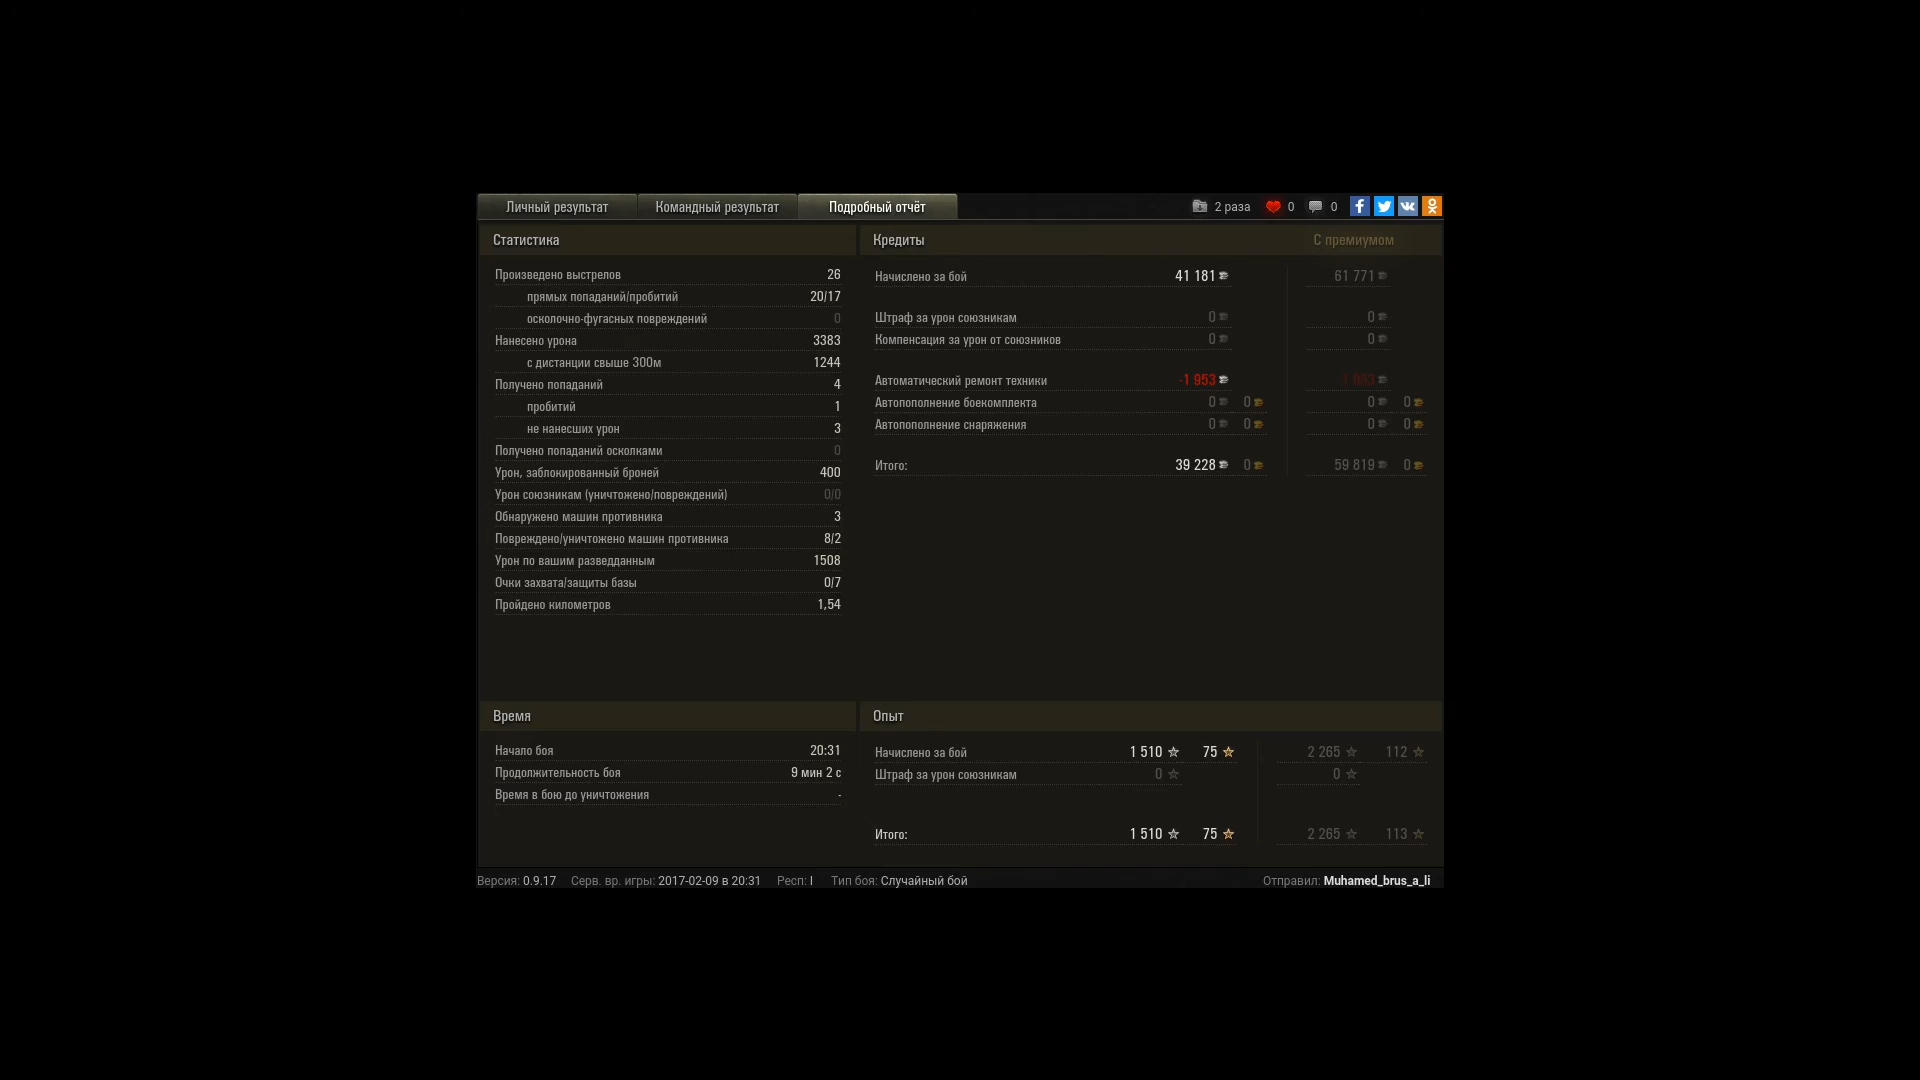 Личный результат Командный результат Подробный отчёт 2 раза 0 0
Статистика
Произведено выстрелов 26
прямых попаданий/пробитий 20/17
осколочно-фугасных повреждений 0
Нанесено урона 3383
с дистанции свыше 300м 1244
Получено попаданий 4
пробитий 1
не нанесших урон 3
Получено попаданий осколками 0
Урон, заблокированный броней 400
Урон союзникам (уничтожено/повреждений) 0/0
Обнаружено машин противника 3
Повреждено/уничтожено машин противника 8/2
Урон по вашим разведданным 1508
Очки захвата/защиты базы 0/7
Пройдено километров 1,54
Кредиты С премиумом
Начислено за бой 41 181 61 771
Штраф за урон союзникам 0 0
Компенсация за урон от союзников 0 0
Автоматический ремонт техники -1 953 -1 953
Автопополнение боекомплекта 0 0 0 0
Автопополнение снаряжения 0 0 0 0
Итого: 39 228 0 59 819 0
Время
Начало боя 20:31
Продолжительность боя 9 мин 2 с
Время в бою до уничтожения -
Опыт
Начислено за бой 1 510 75 2 265 112
Штраф за урон союзникам 0 0
Итого: 1 510 75 2 265 113
Версия: 0.9.17 Серв. вр. игры: 2017-02-09 в 20:31 Респ: I Тип боя: Случайный бой Отправил: Muhamed_brus_a_li